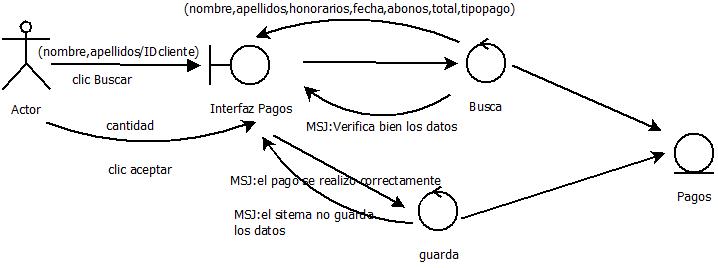 (nombre,apellidos,honorarios,fecha,abonos,total,tipopago)
(nombre,apellidos/ID cliente)
clic Buscar
Actor
Interfaz Pagos
Busca
cantidad
MSJ:Verifica bien los datos
clic aceptar
MSJ:el pago se realizo correctamente
Pagos
MSJ:el sitema no guarda
los datos
guarda